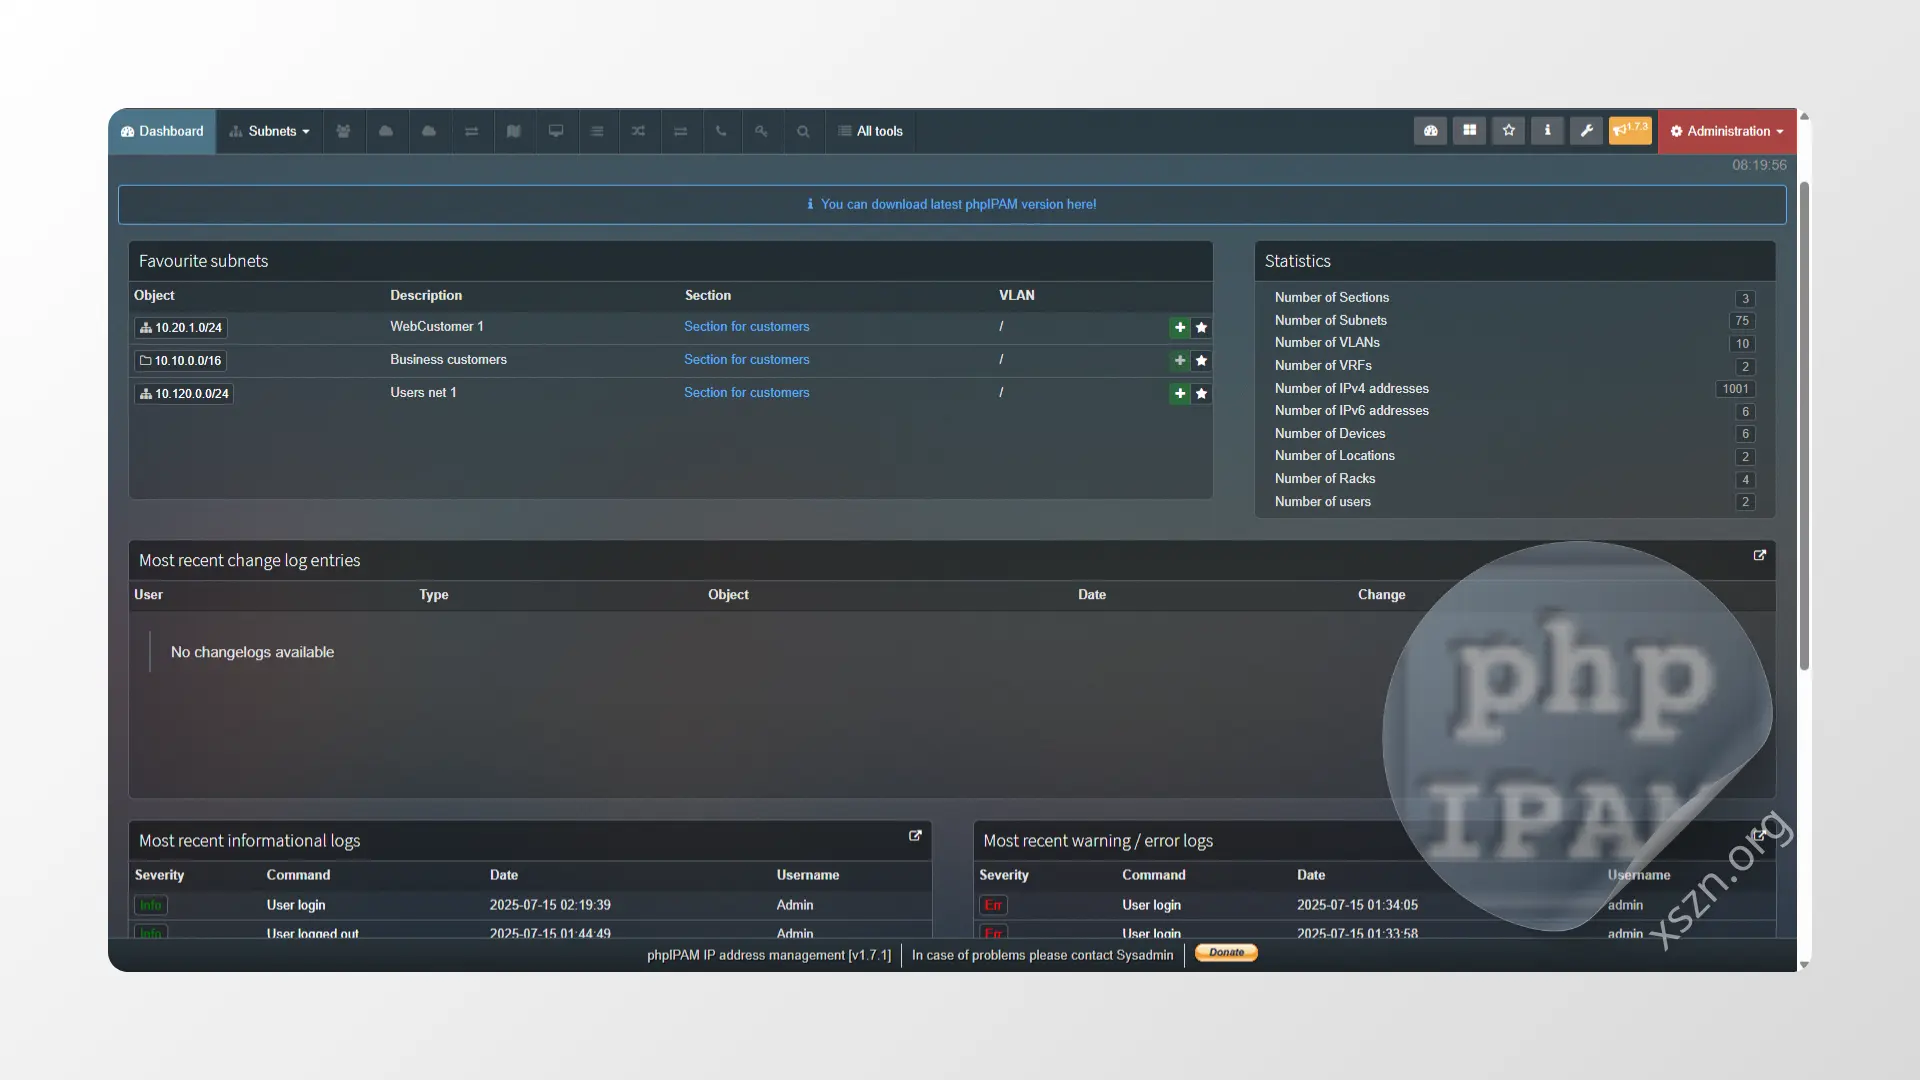 Dashboard Subnets All tools 1.7.3 Administration
08:19:56
You can download latest phpIPAM version here!
Favourite subnets
Object Description Section VLAN
10.20.1.0/24 WebCustomer 1 Section for customers /
10.10.0.0/16 Business customers Section for customers /
10.120.0.0/24 Users net 1 Section for customers /
Statistics
Number of Sections 3
Number of Subnets 75
Number of VLANs 10
Number of VRFs 2
Number of IPv4 addresses 1001
Number of IPv6 addresses 6
Number of Devices 6
Number of Locations 2
Number of Racks 4
Number of users 2
Most recent change log entries
User Type Object Date Change
No changelogs available
php
IPAM
xszn.org
Most recent informational logs
Severity Command Date Username
Info User login 2025-07-15 02:19:39 Admin
Info User logged out 2025-07-15 01:44:49 Admin
Most recent warning / error logs
Severity Command Date Username
Err User login 2025-07-15 01:34:05 admin
Err User login 2025-07-15 01:33:58 admin
phpIPAM IP address management [v1.7.1] In case of problems please contact Sysadmin Donate